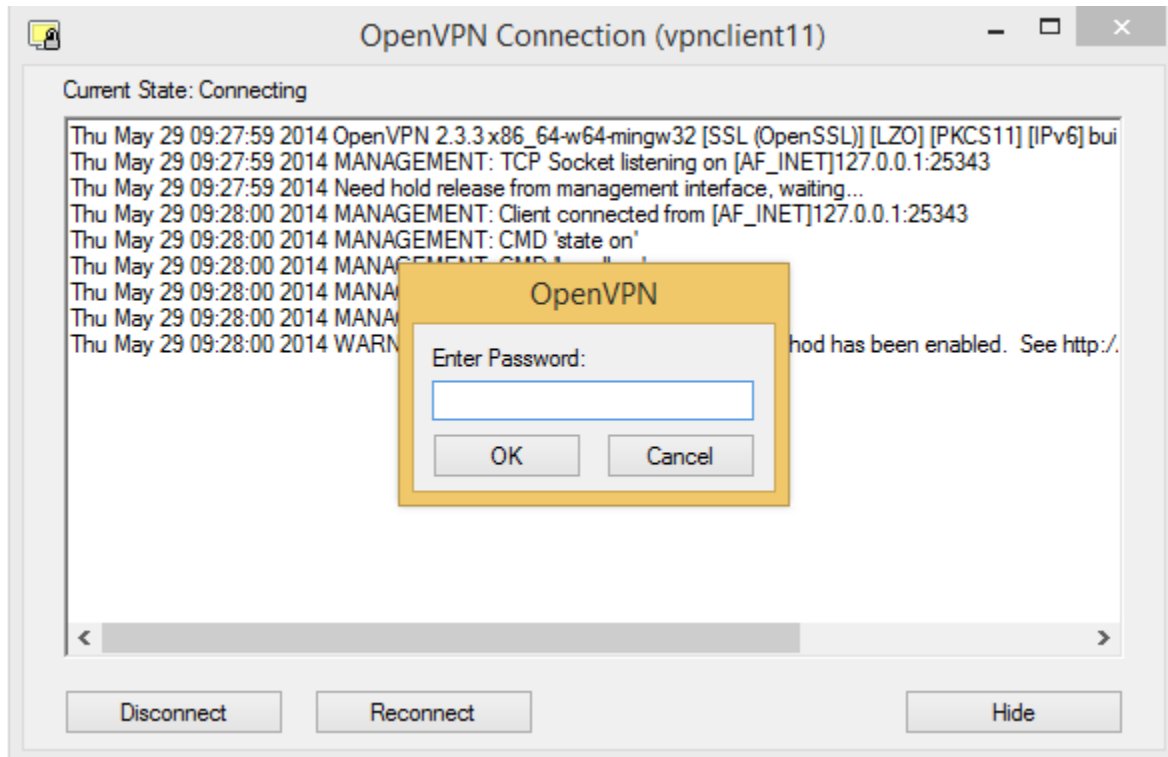 OpenVPN Connection (vpnclient11)
Current State: Connecting
Thu May 29 09:27:59 2014 OpenVPN 2.3.3 x86_64-w64-mingw32 [SSL (OpenSSL)] [LZO] [PKCS11] [IPv6] bui
Thu May 29 09:27:59 2014 MANAGEMENT: TCP Socket listening on [AF_INET]127.0.0.1:25343
Thu May 29 09:27:59 2014 Need hold release from management interface, waiting...
Thu May 29 09:28:00 2014 MANAGEMENT: Client connected from [AF_INET]127.0.0.1:25343
Thu May 29 09:28:00 2014 MANAGEMENT: CMD 'state on'
Thu May 29 09:28:00 2014
Thu May 29 09:28:00 2014 MANA
Thu May 29 09:28:00 2014 MANA
Thu May 29 09:28:00 2014 WARN hod has been enabled. See http:/.
OpenVPN
Enter Password:
OK Cancel
Disconnect Reconnect Hide